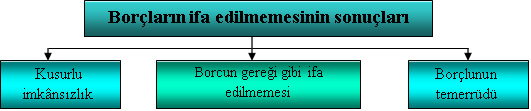 Borçların ifa edilmemesinin sonuçları
Kusurlu
imkânsızlık
Borcun gereği gibi ifa
edilmemesi
Borçlunun
temerrüdü